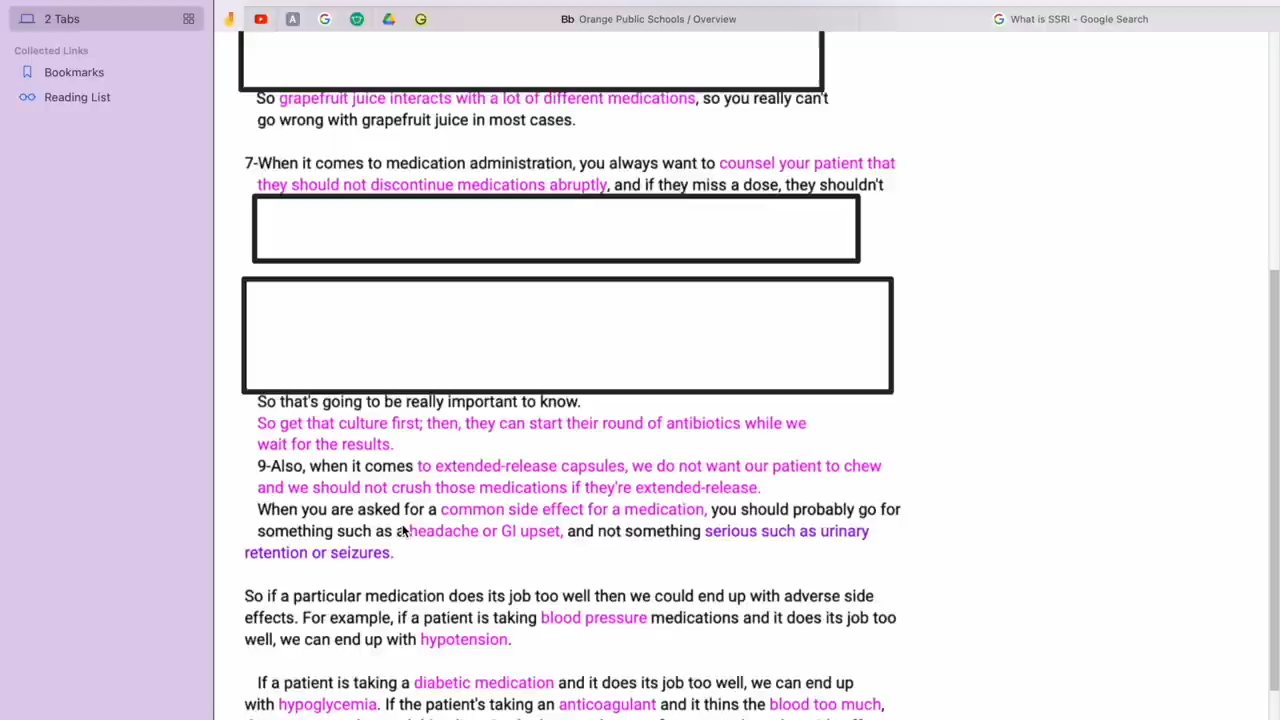 2 Tabs
Bb Orange Public Schools / Overview
What is SSRI - Google Search
Collected Links
Bookmarks
Reading List
So grapefruit juice interacts with a lot of different medications, so you really can't
go wrong with grapefruit juice in most cases.
7-When it comes to medication administration, you always want to counsel your patient that
they should not discontinue medications abruptly, and if they miss a dose, they shouldn't
So that's going to be really important to know.
So get that culture first; then, they can start their round of antibiotics while we
wait for the results.
9-Also, when it comes to extended-release capsules, we do not want our patient to chew
and we should not crush those medications if they're extended-release.
When you are asked for a common side effect for a medication, you should probably go for
something such as a headache or GI upset, and not something serious such as urinary
retention or seizures.
So if a particular medication does its job too well then we could end up with adverse side
effects. For example, if a patient is taking blood pressure medications and it does its job too
well, we can end up with hypotension.
If a patient is taking a diabetic medication and it does its job too well, we can end up
with hypoglycemia. If the patient's taking an anticoagulant and it thins the blood too much,